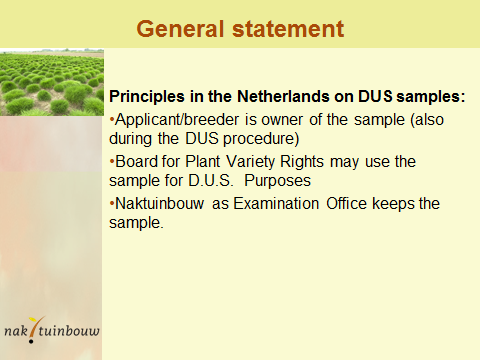 General statement
Principles in the Netherlands on DUS samples:
•Applicant/breeder is owner of the sample (also
during the DUS procedure)
•Board for Plant Variety Rights may use the
sample for D.U.S.  Purposes
•Naktuinbouw  as Examination Office keeps the
sample.
nak tuinbouw